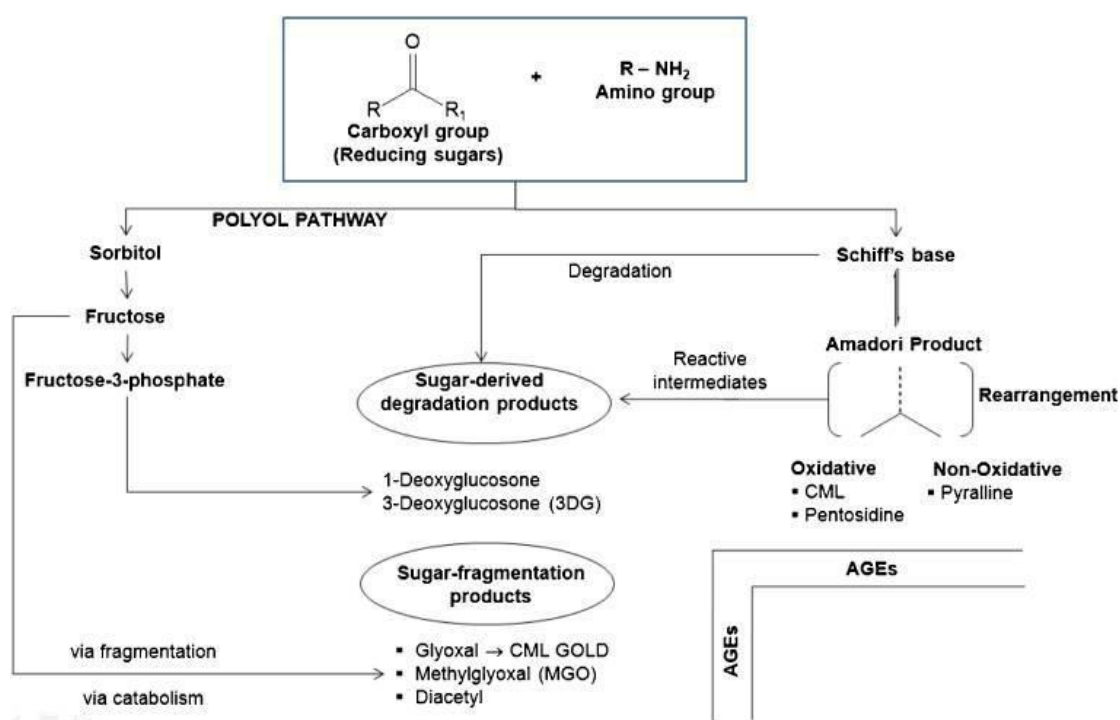 O
R
R1
Carboxyl group
(Reducing sugars)
+
R – NH2
Amino group
POLYOL PATHWAY
Sorbitol
Fructose
Fructose-3-phosphate
Degradation
Schiff's base
Amadori Product
Reactive
intermediates
Rearrangement
Sugar-derived
degradation products
Oxidative
▪ CML
▪ Pentosidine
Non-Oxidative
▪ Pyralline
1-Deoxyglucosone
3-Deoxyglucosone (3DG)
Sugar-fragmentation
products
AGEs
AGEs
via fragmentation
via catabolism
▪ Glyoxal → CML GOLD
▪ Methylglyoxal (MGO)
▪ Diacetyl